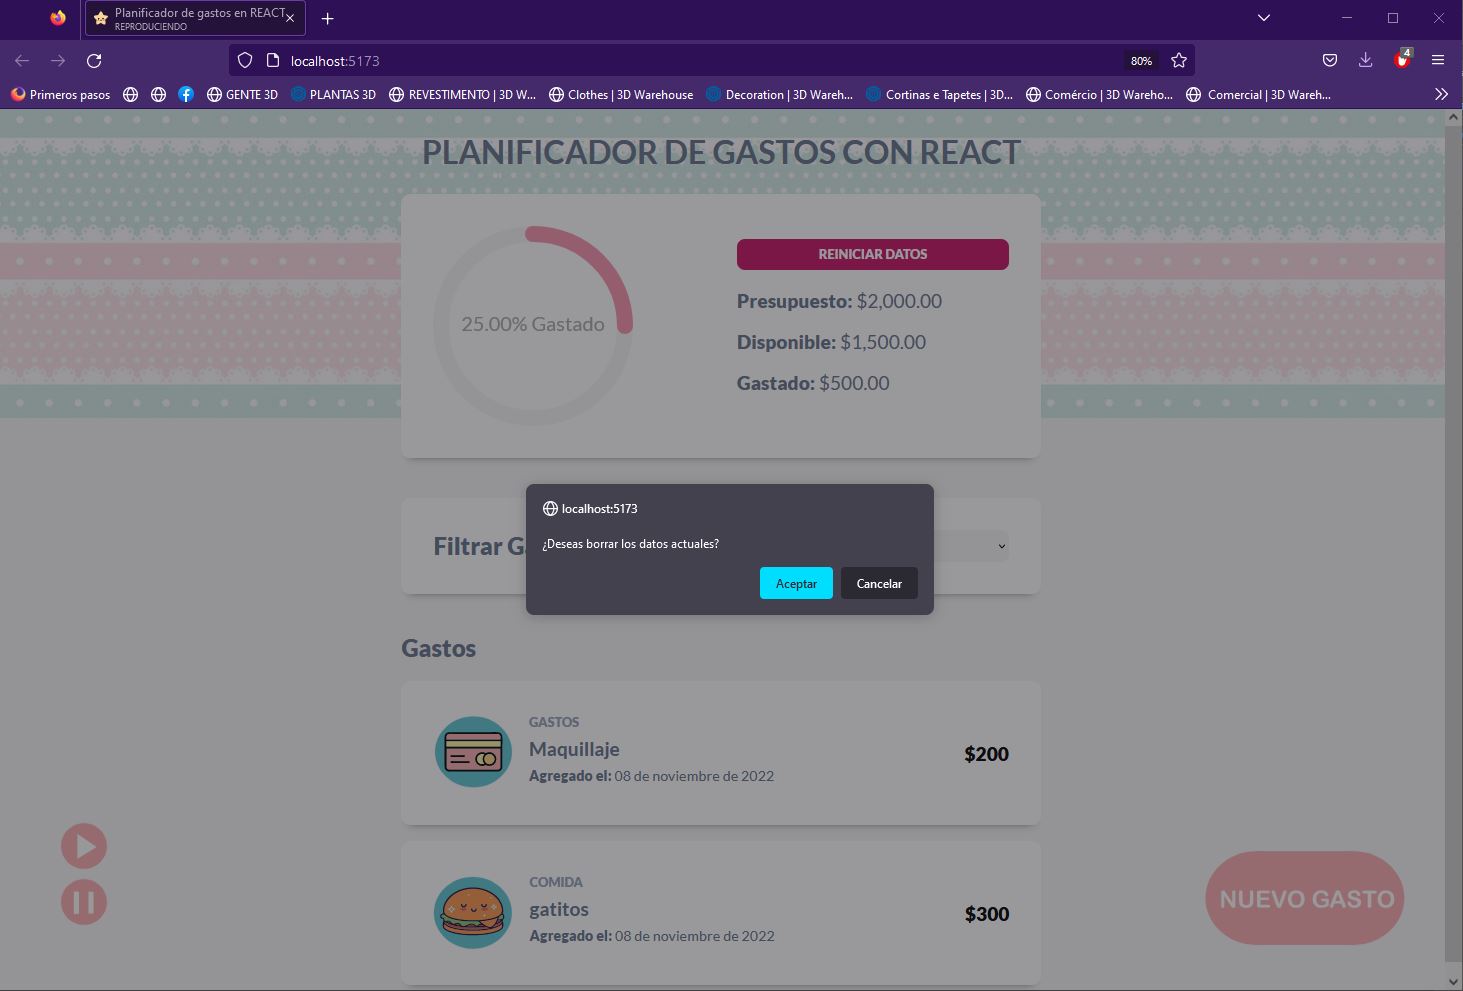 Planificador de gastos en REACT
REPRODUCIENDO
localhost:5173
80%
4
Primeros pasos
GENTE 3D
PLANTAS 3D
REVESTIMENTO | 3D W...
Clothes | 3D Warehouse
Decoration | 3D Wareh...
Cortinas e Tapetes | 3D...
Comércio | 3D Wareho...
Comercial | 3D Wareh...
PLANIFICADOR DE GASTOS CON REACT
25.00% Gastado
REINICIAR DATOS
Presupuesto: $2,000.00
Disponible: $1,500.00
Gastado: $500.00
Filtrar G
localhost:5173
¿Deseas borrar los datos actuales?
Aceptar
Cancelar
Gastos
GASTOS
Maquillaje
Agregado el: 08 de noviembre de 2022
$200
COMIDA
gatitos
Agregado el: 08 de noviembre de 2022
$300
NUEVO GASTO